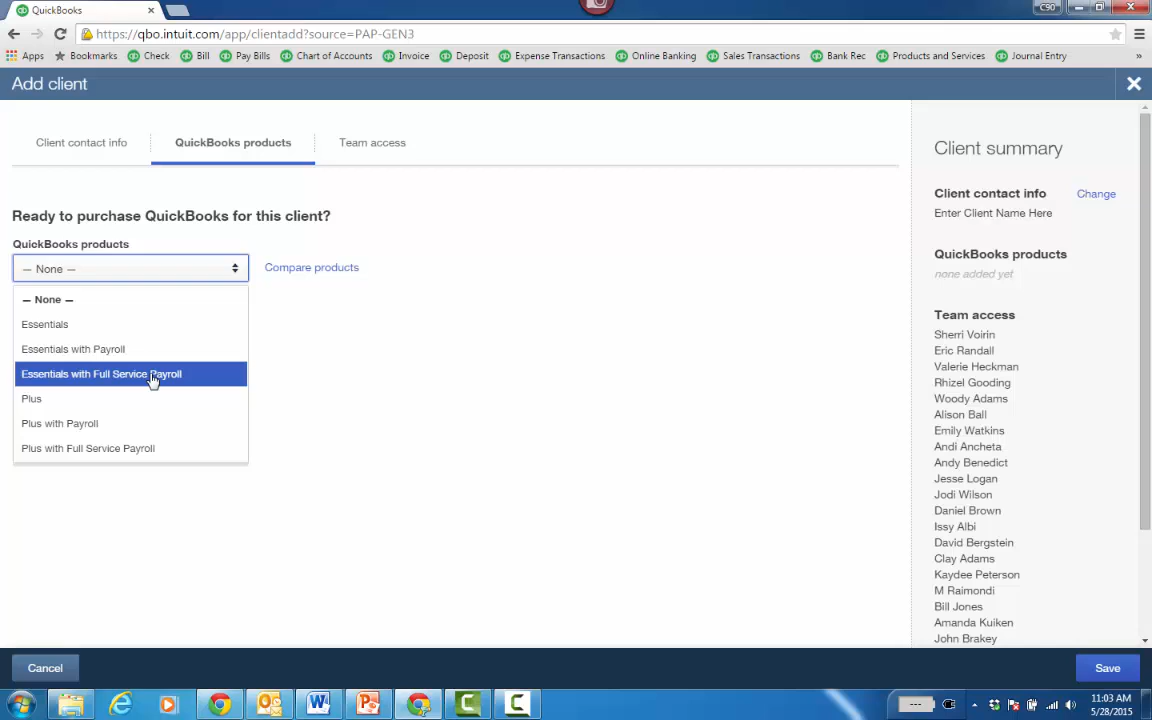 QuickBooks
C90
https://qbo.intuit.com/app/clientadd?source=PAP-GEN3
Apps Bookmarks Check Bill Pay Bills Chart of Accounts Invoice Deposit Expense Transactions Online Banking Sales Transactions Bank Rec Products and Services Journal Entry »
Add client
Client contact info
QuickBooks products
Team access
Ready to purchase QuickBooks for this client?
QuickBooks products
— None —
Compare products
— None —
Essentials
Essentials with Payroll
Essentials with Full Service Payroll
Plus
Plus with Payroll
Plus with Full Service Payroll
Client summary
Client contact info Change
Enter Client Name Here
QuickBooks products
none added yet
Team access
Sherri Voirin
Eric Randall
Valerie Heckman
Rhizel Gooding
Woody Adams
Alison Ball
Emily Watkins
Andi Ancheta
Andy Benedict
Jesse Logan
Jodi Wilson
Daniel Brown
Issy Albi
David Bergstein
Clay Adams
Kaydee Peterson
M Raimondi
Bill Jones
Amanda Kuiken
John Brakey
Cancel
Save
11:03 AM
5/28/2015